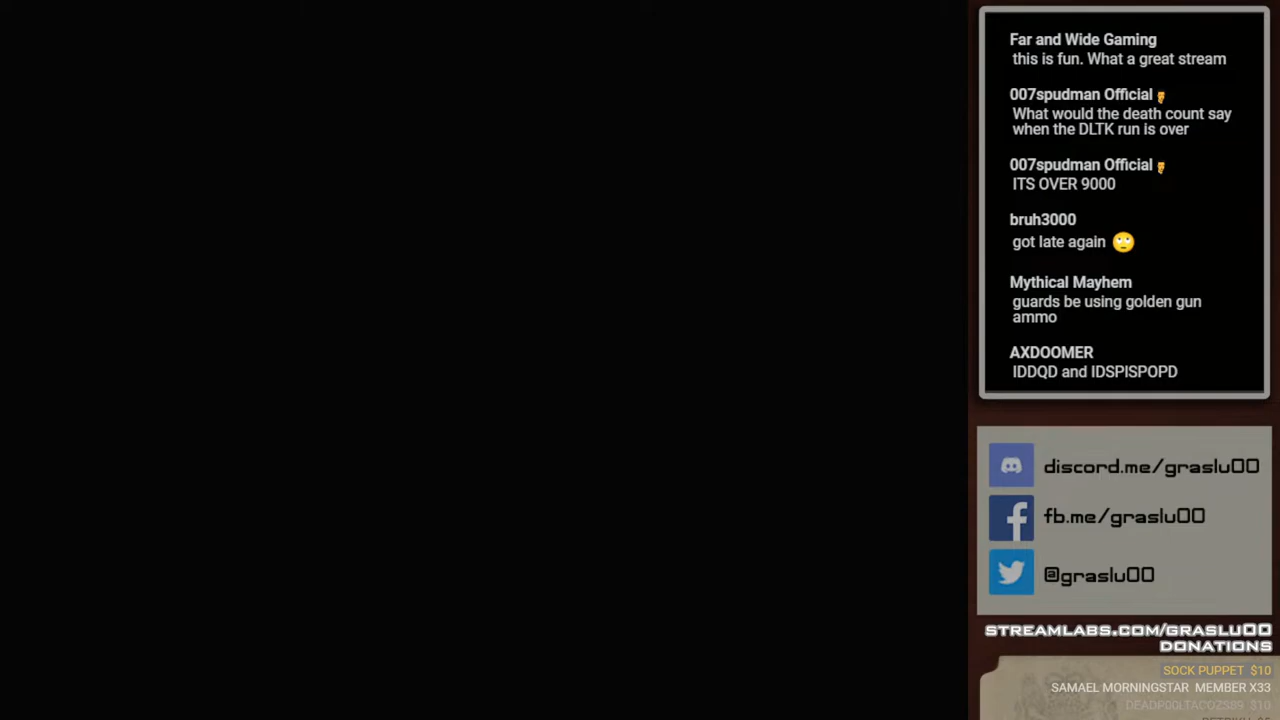 Far and Wide Gaming
this is fun. What a great stream
007spudman Official
What would the death count say
when the DLTK run is over
007spudman Official
ITS OVER 9000
bruh3000
got late again
Mythical Mayhem
guards be using golden gun
ammo
AXDOOMER
IDDQD and IDSPISPOPD
discord.me/graslu00
fb.me/graslu00
@graslu00
STREAMLABS.COM/GRASLU00
DONATIONS
SOCK PUPPET $10
SAMAEL MORNINGSTAR MEMBER X33